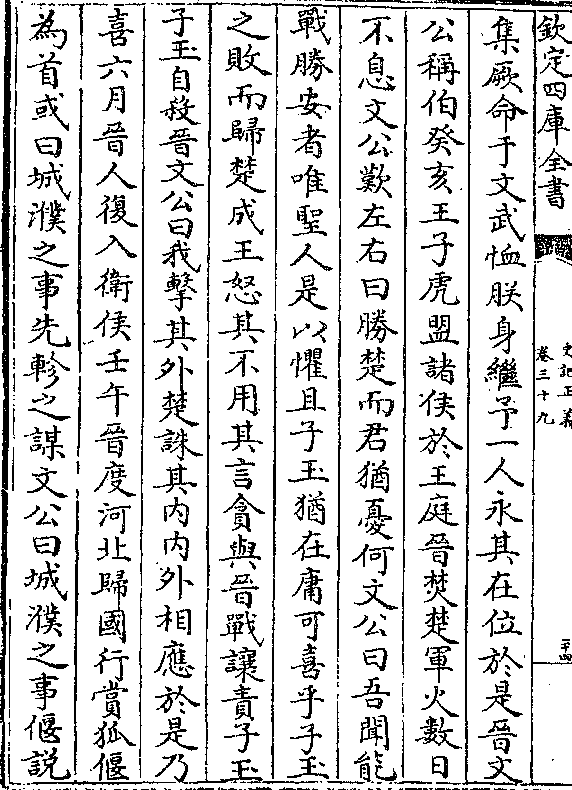 欽定四庫全書
史記正義
卷三十九
二十四
集厥命于文武恤朕身繼予一人永其在位於是晉文
公稱伯癸亥王子虎盟諸侯於王庭晉焚楚軍火數日
不息文公歎左右曰勝楚而君猶憂何文公曰吾聞能
戰勝安者唯聖人是以懼且子玉猶在庸可喜乎子玉
之敗而歸楚成王怒其不用其言貪與晉戰讓責子玉
子玉自殺晉文公曰我擊其外楚誅其内内外相應於是乃
喜六月晉人復入衛侯壬午晉度河北歸國行賞狐偃
為首或曰城濮之事先軫之謀文公曰城濮之事偃説